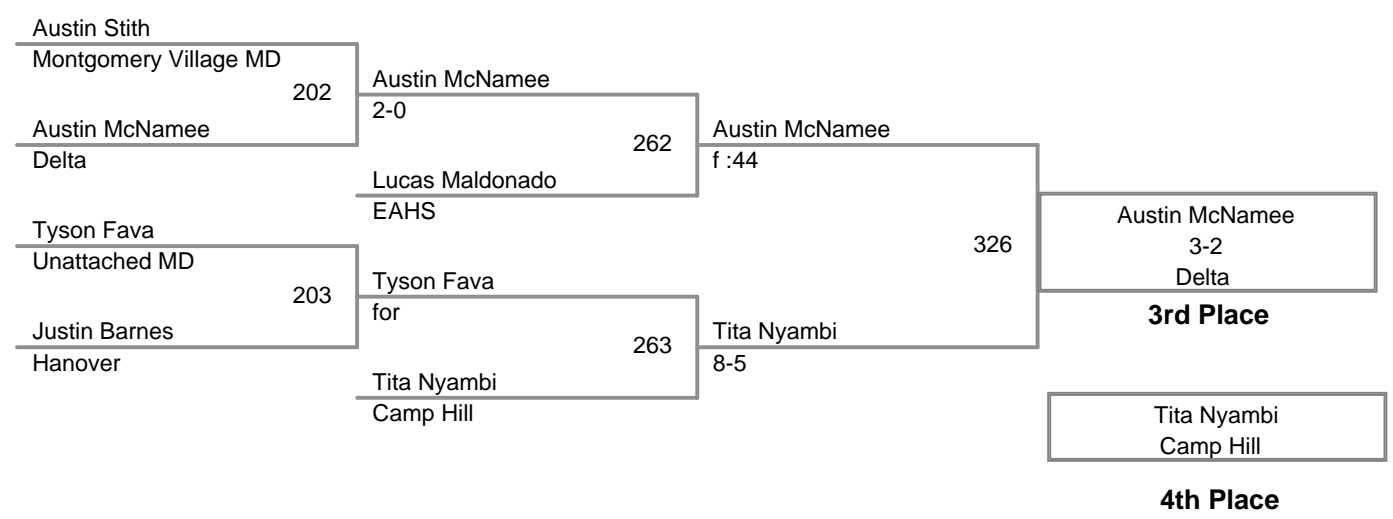 Austin Stith
Montgomery Village MD
202
Austin McNamee
Delta
Tyson Fava
Unattached MD
203
Justin Barnes
Hanover
Austin McNamee
2-0
262
Lucas Maldonado
EAHS
Tyson Fava
for
263
Tita Nyambi
Camp Hill
Austin McNamee
f :44
326
Tita Nyambi
8-5
Austin McNamee
3-2
Delta
3rd Place
Tita Nyambi
Camp Hill
4th Place